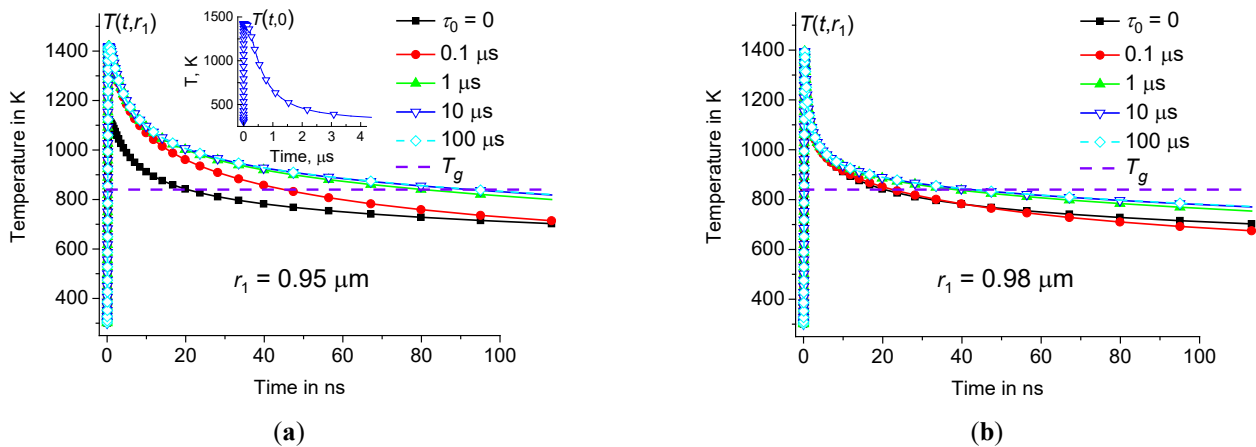 T(t,r₁)
1400
1200
1000
800
600
400
0 20 40 60 80 100
Temperature in K
Time in ns
r₁ = 0.95 μm
T(t,0)
1500
1000
500
0 1 2 3 4
T, K
Time, μs
τ₀ = 0
0.1 μs
1 μs
10 μs
100 μs
T_g
(a)
T(t,r₁)
1400
1200
1000
800
600
400
0 20 40 60 80 100
Temperature in K
Time in ns
r₁ = 0.98 μm
τ₀ = 0
0.1 μs
1 μs
10 μs
100 μs
T_g
(b)